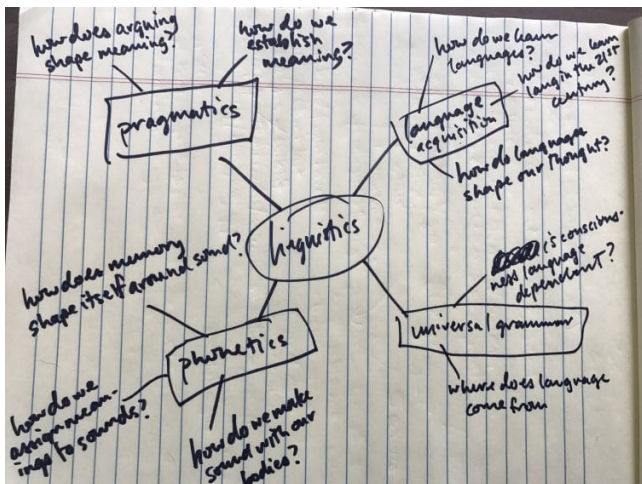 how does arguing
shape meaning?
how do we
establish
meaning?
pragmatics
how do we learn
languages?
how do we learn
lang in the 21st
century?
language
acquisition
how do languages
shape our thought?
linguistics
how does memory
shape itself around sound?
phonetics
how do we
assign mean-
ings to sounds?
how do we make
sound with our
bodies?
is conscious-
ness language
dependant?
universal grammar
where does language
come from